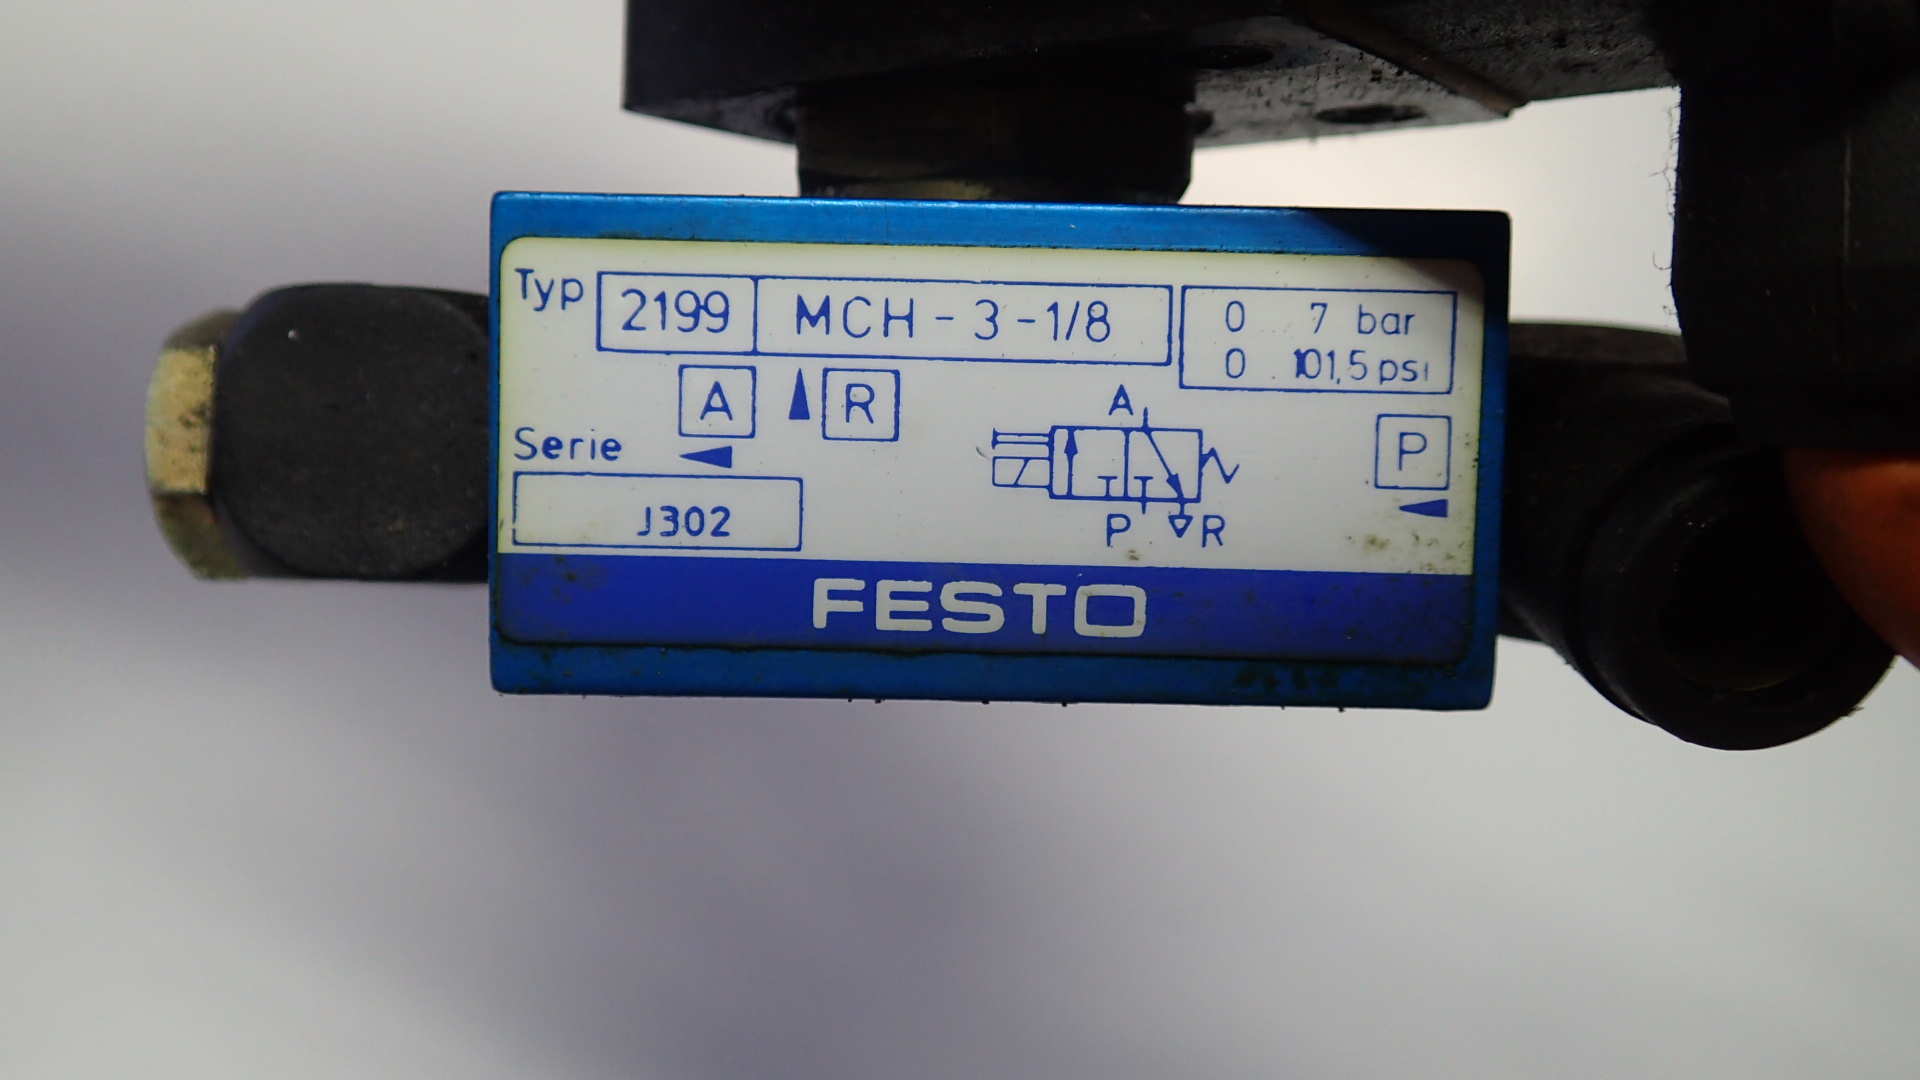 Typ 2199 MCH - 3 - 1/8
0 ... 7 bar
0 ... 101,5 psi
A R
Serie
J302
A
P R
P
FESTO